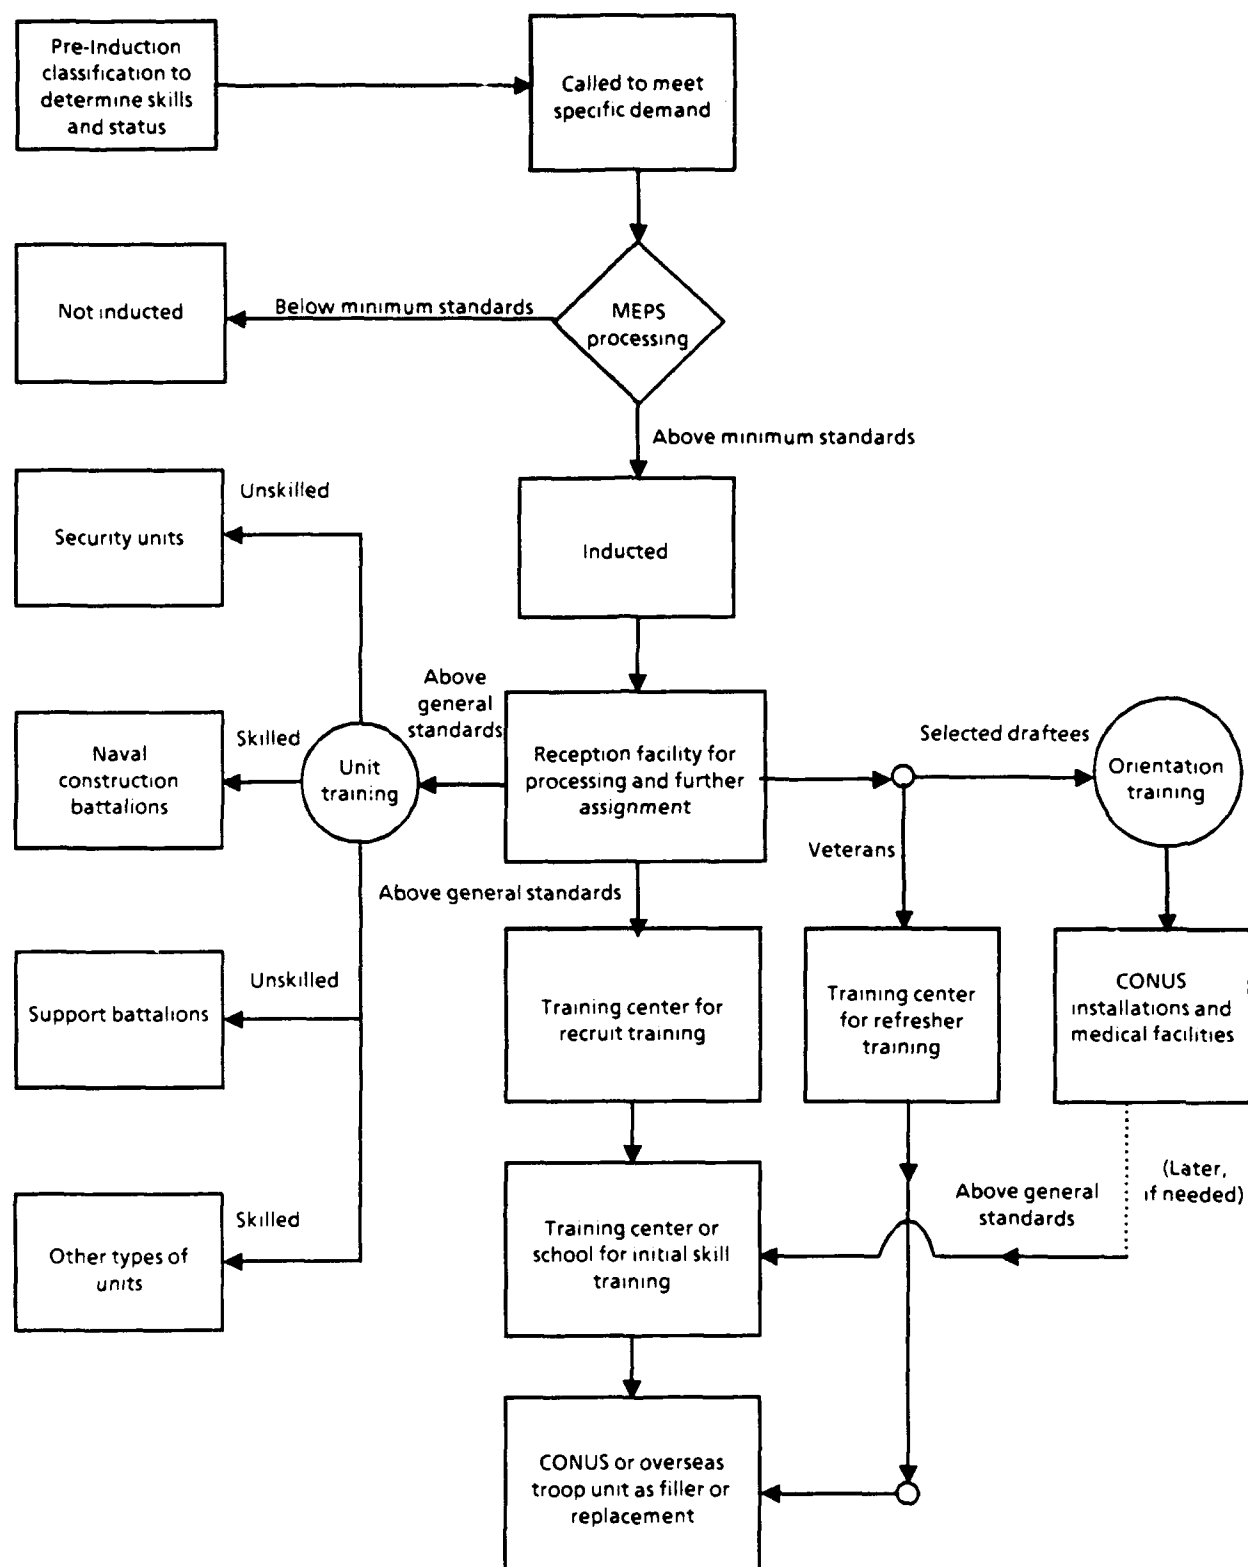 Pre-Induction
classification to
determine skills
and status
Called to meet
specific demand
Not inducted
Below minimum standards
MEPS
processing
Above minimum standards
Unskilled
Security units
Inducted
Above
general
standards
Skilled
Naval
construction
battalions
Unit
training
Reception facility for
processing and further
assignment
Selected draftees
Orientation
training
Veterans
Above general standards
Unskilled
Support battalions
Training center for
recruit training
Training center
for refresher
training
CONUS
installations and
medical facilities
(Later,
if needed)
Above general
standards
Skilled
Other types of
units
Training center or
school for initial skill
training
CONUS or overseas
troop unit as filler or
replacement